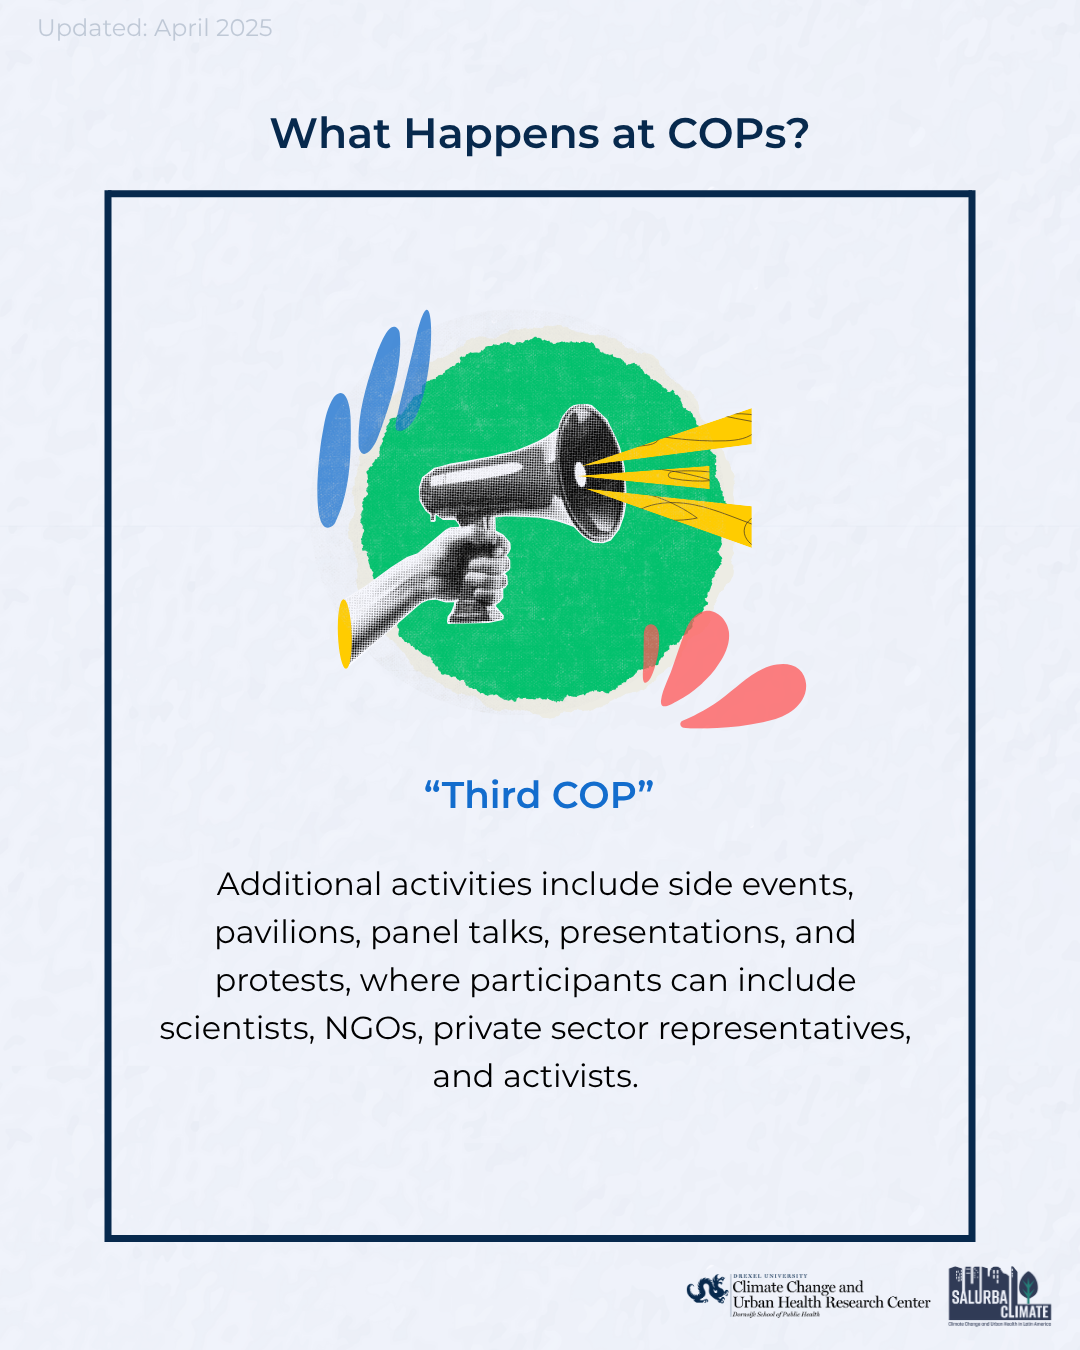 Updated: April 2025
What Happens at COPs?
“Third COP”
Additional activities include side events,
pavilions, panel talks, presentations, and
protests, where participants can include
scientists, NGOs, private sector representatives,
and activists.
DREXEL UNIVERSITY
Climate Change and
Urban Health Research Center
Dornsife School of Public Health
SALURBAL
CLIMATE
Climate Change and Urban Health in Latin America